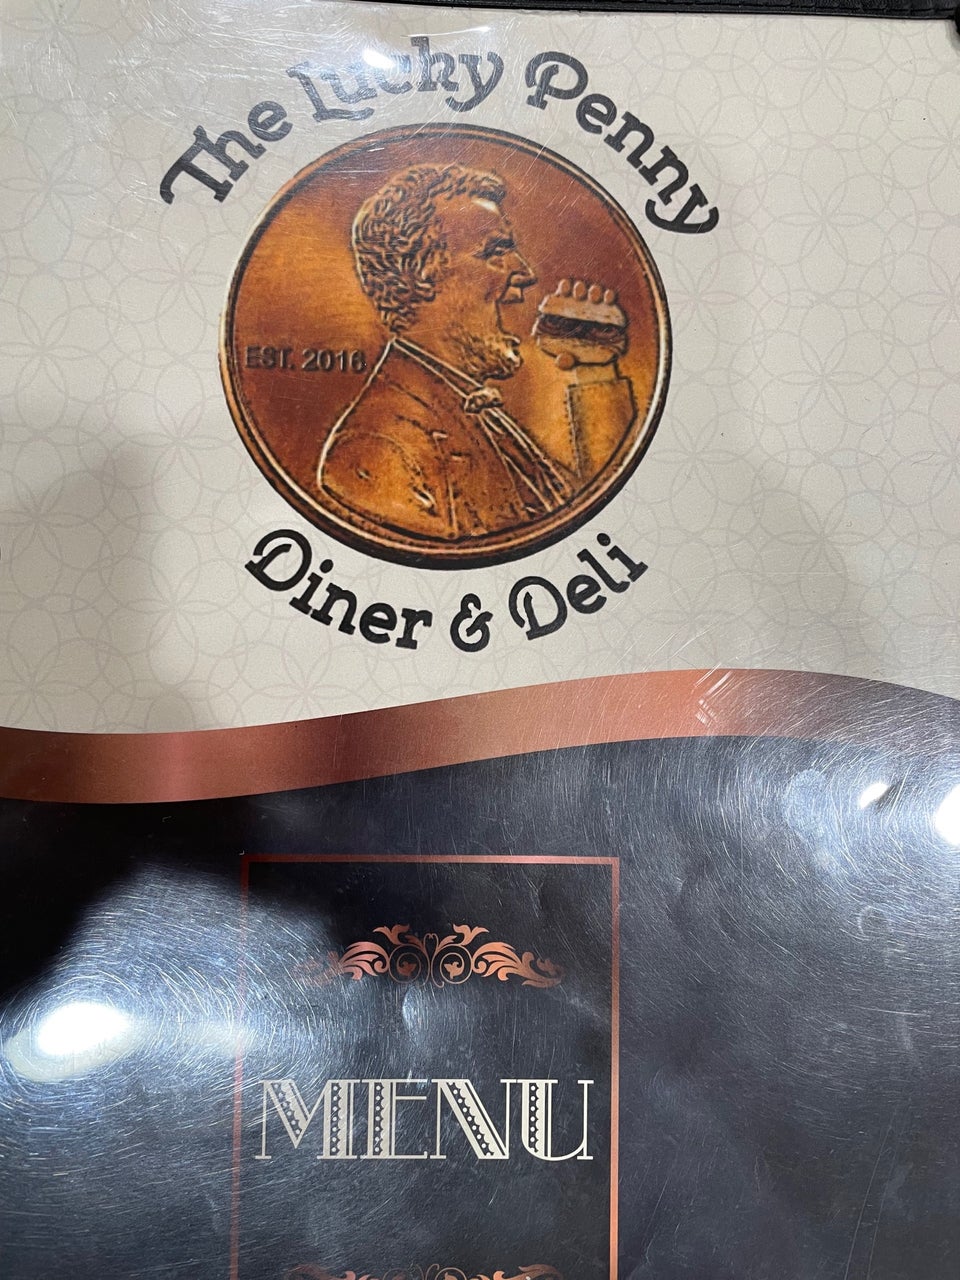 The Lucky Penny
EST. 2016
Diner & Deli
MENU